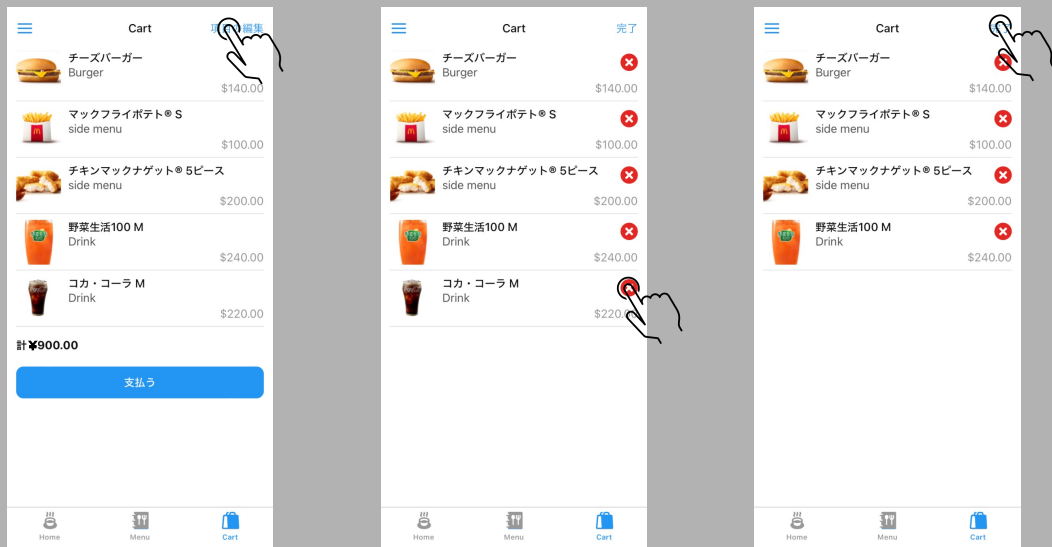 Cart
項目の編集
チーズバーガー
Burger
$140.00
マックフライポテト® S
side menu
$100.00
チキンマックナゲット® 5ピース
side menu
$200.00
野菜生活100 M
Drink
$240.00
コカ・コーラ M
Drink
$220.00
計¥900.00
支払う
Home
Menu
Cart
Cart
完了
チーズバーガー
Burger
$140.00
マックフライポテト® S
side menu
$100.00
チキンマックナゲット® 5ピース
side menu
$200.00
野菜生活100 M
Drink
$240.00
コカ・コーラ M
Drink
$220.00
Home
Menu
Cart
Cart
完了
チーズバーガー
Burger
$140.00
マックフライポテト® S
side menu
$100.00
チキンマックナゲット® 5ピース
side menu
$200.00
野菜生活100 M
Drink
$240.00
Home
Menu
Cart